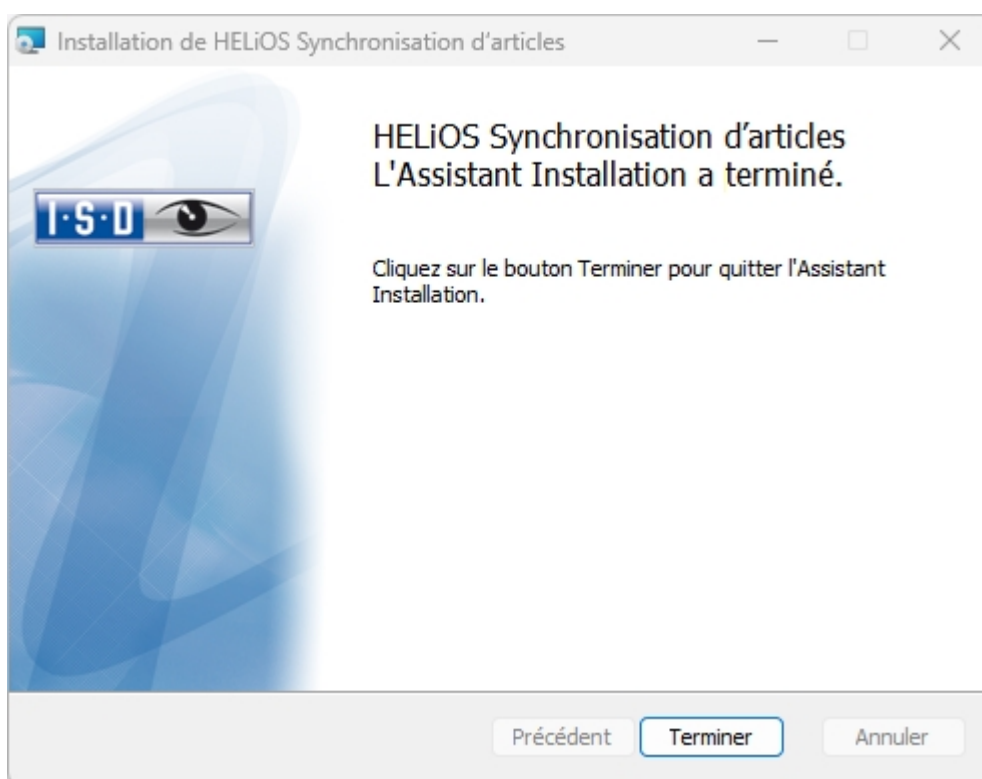 Installation de HELiOS Synchronisation d'articles
HELiOS Synchronisation d'articles
L'Assistant Installation a terminé.
I·S·D
Cliquez sur le bouton Terminer pour quitter l'Assistant
Installation.
Précédent
Terminer
Annuler